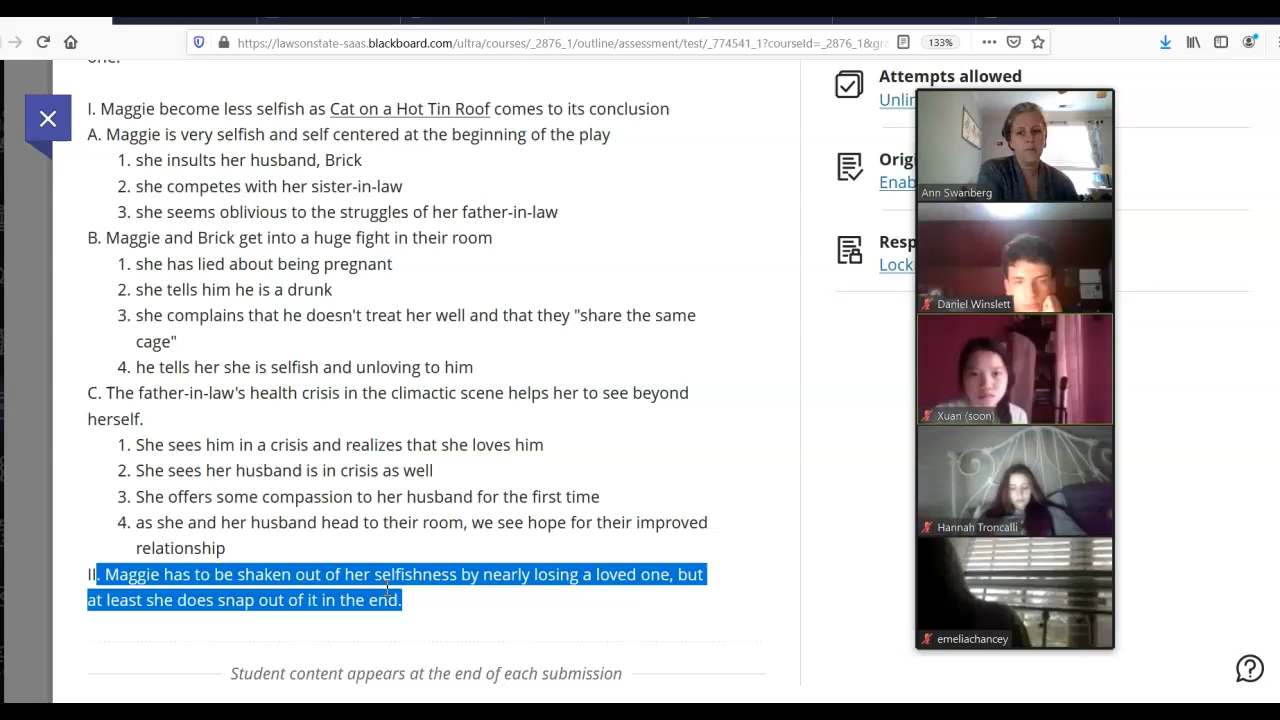 https://lawsonstate-saas.blackboard.com/ultra/courses/_2876_1/outline/assessment/test/_774541_1?courseId=_2876_1&gra
133%
one.
I. Maggie become less selfish as Cat on a Hot Tin Roof comes to its conclusion
A. Maggie is very selfish and self centered at the beginning of the play
1. she insults her husband, Brick
2. she competes with her sister-in-law
3. she seems oblivious to the struggles of her father-in-law
B. Maggie and Brick get into a huge fight in their room
1. she has lied about being pregnant
2. she tells him he is a drunk
3. she complains that he doesn't treat her well and that they "share the same
cage"
4. he tells her she is selfish and unloving to him
C. The father-in-law's health crisis in the climactic scene helps her to see beyond
herself.
1. She sees him in a crisis and realizes that she loves him
2. She sees her husband is in crisis as well
3. She offers some compassion to her husband for the first time
4. as she and her husband head to their room, we see hope for their improved
relationship
II. Maggie has to be shaken out of her selfishness by nearly losing a loved one, but
at least she does snap out of it in the end.
Student content appears at the end of each submission
Attempts allowed
Unlin
Orig
Enab
Resp
Lock
Ann Swanberg
Daniel Winslett
Xuan (soon)
Hannah Troncalli
emeliachancey